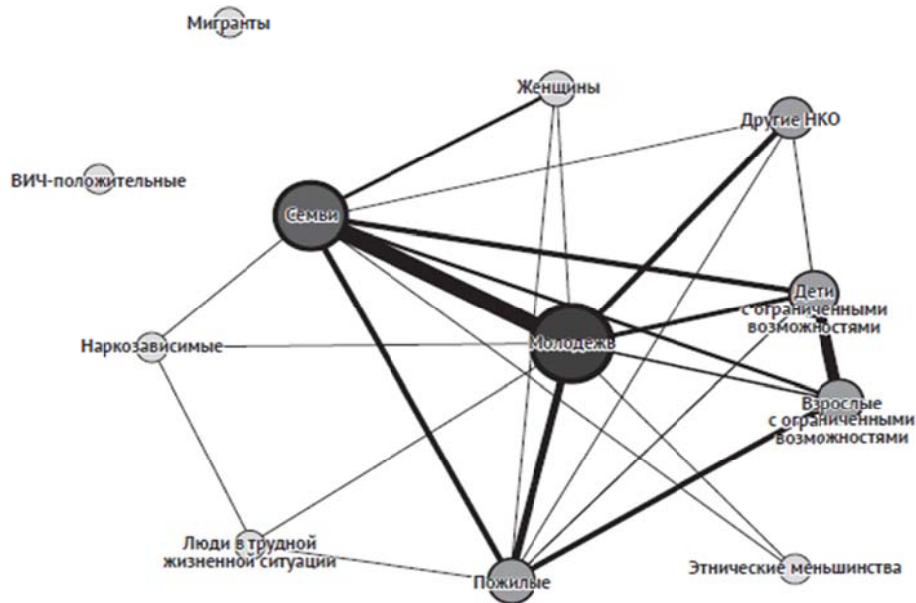 Мигранты
Женщины
Другие НКО
ВИЧ-положительные
Семьи
Дети
с ограниченными
возможностями
Молодежв
Наркозависимые
Взрослые
с ограниченными
возможностями
Люди в трудной
жизненной ситуации
Пожилые
Этнические меньшинства